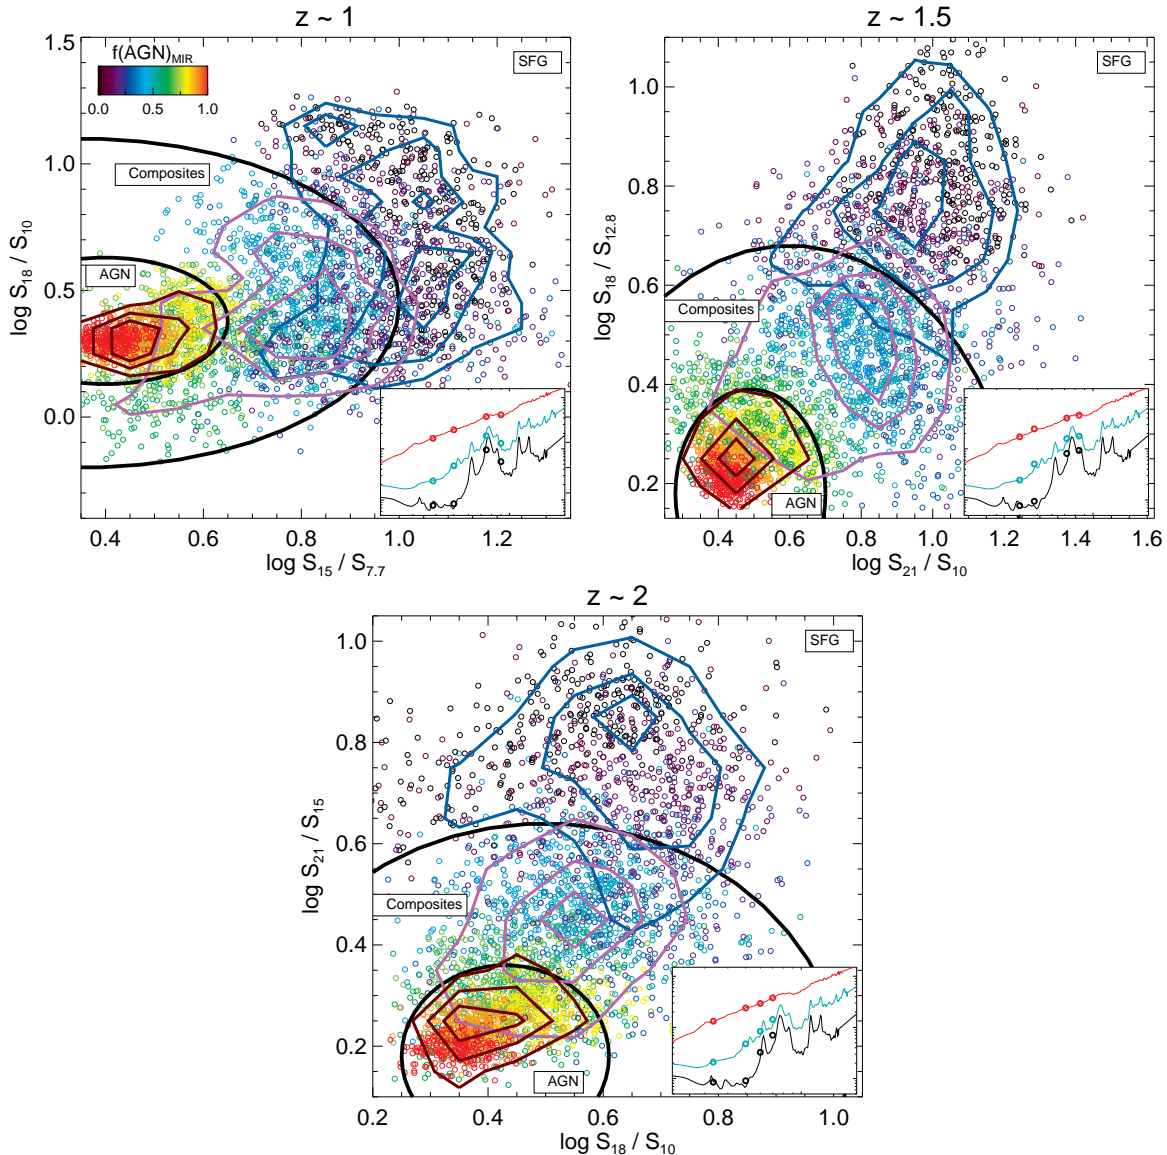 z ~ 1
z ~ 1.5
1.5
f(AGN)MIR
0.0 0.5 1.0
SFG
1.0
Composites
0.5
AGN
0.0
log S18 / S10
0.4 0.6 0.8 1.0 1.2
log S15 / S7.7
SFG
1.0
0.8
0.6
Composites
0.4
0.2
AGN
log S18 / S12.8
0.4 0.6 0.8 1.0 1.2 1.4 1.6
log S21 / S10
z ~ 2
SFG
1.0
0.8
0.6
Composites
0.4
0.2
AGN
log S21 / S15
0.2 0.4 0.6 0.8 1.0
log S18 / S10